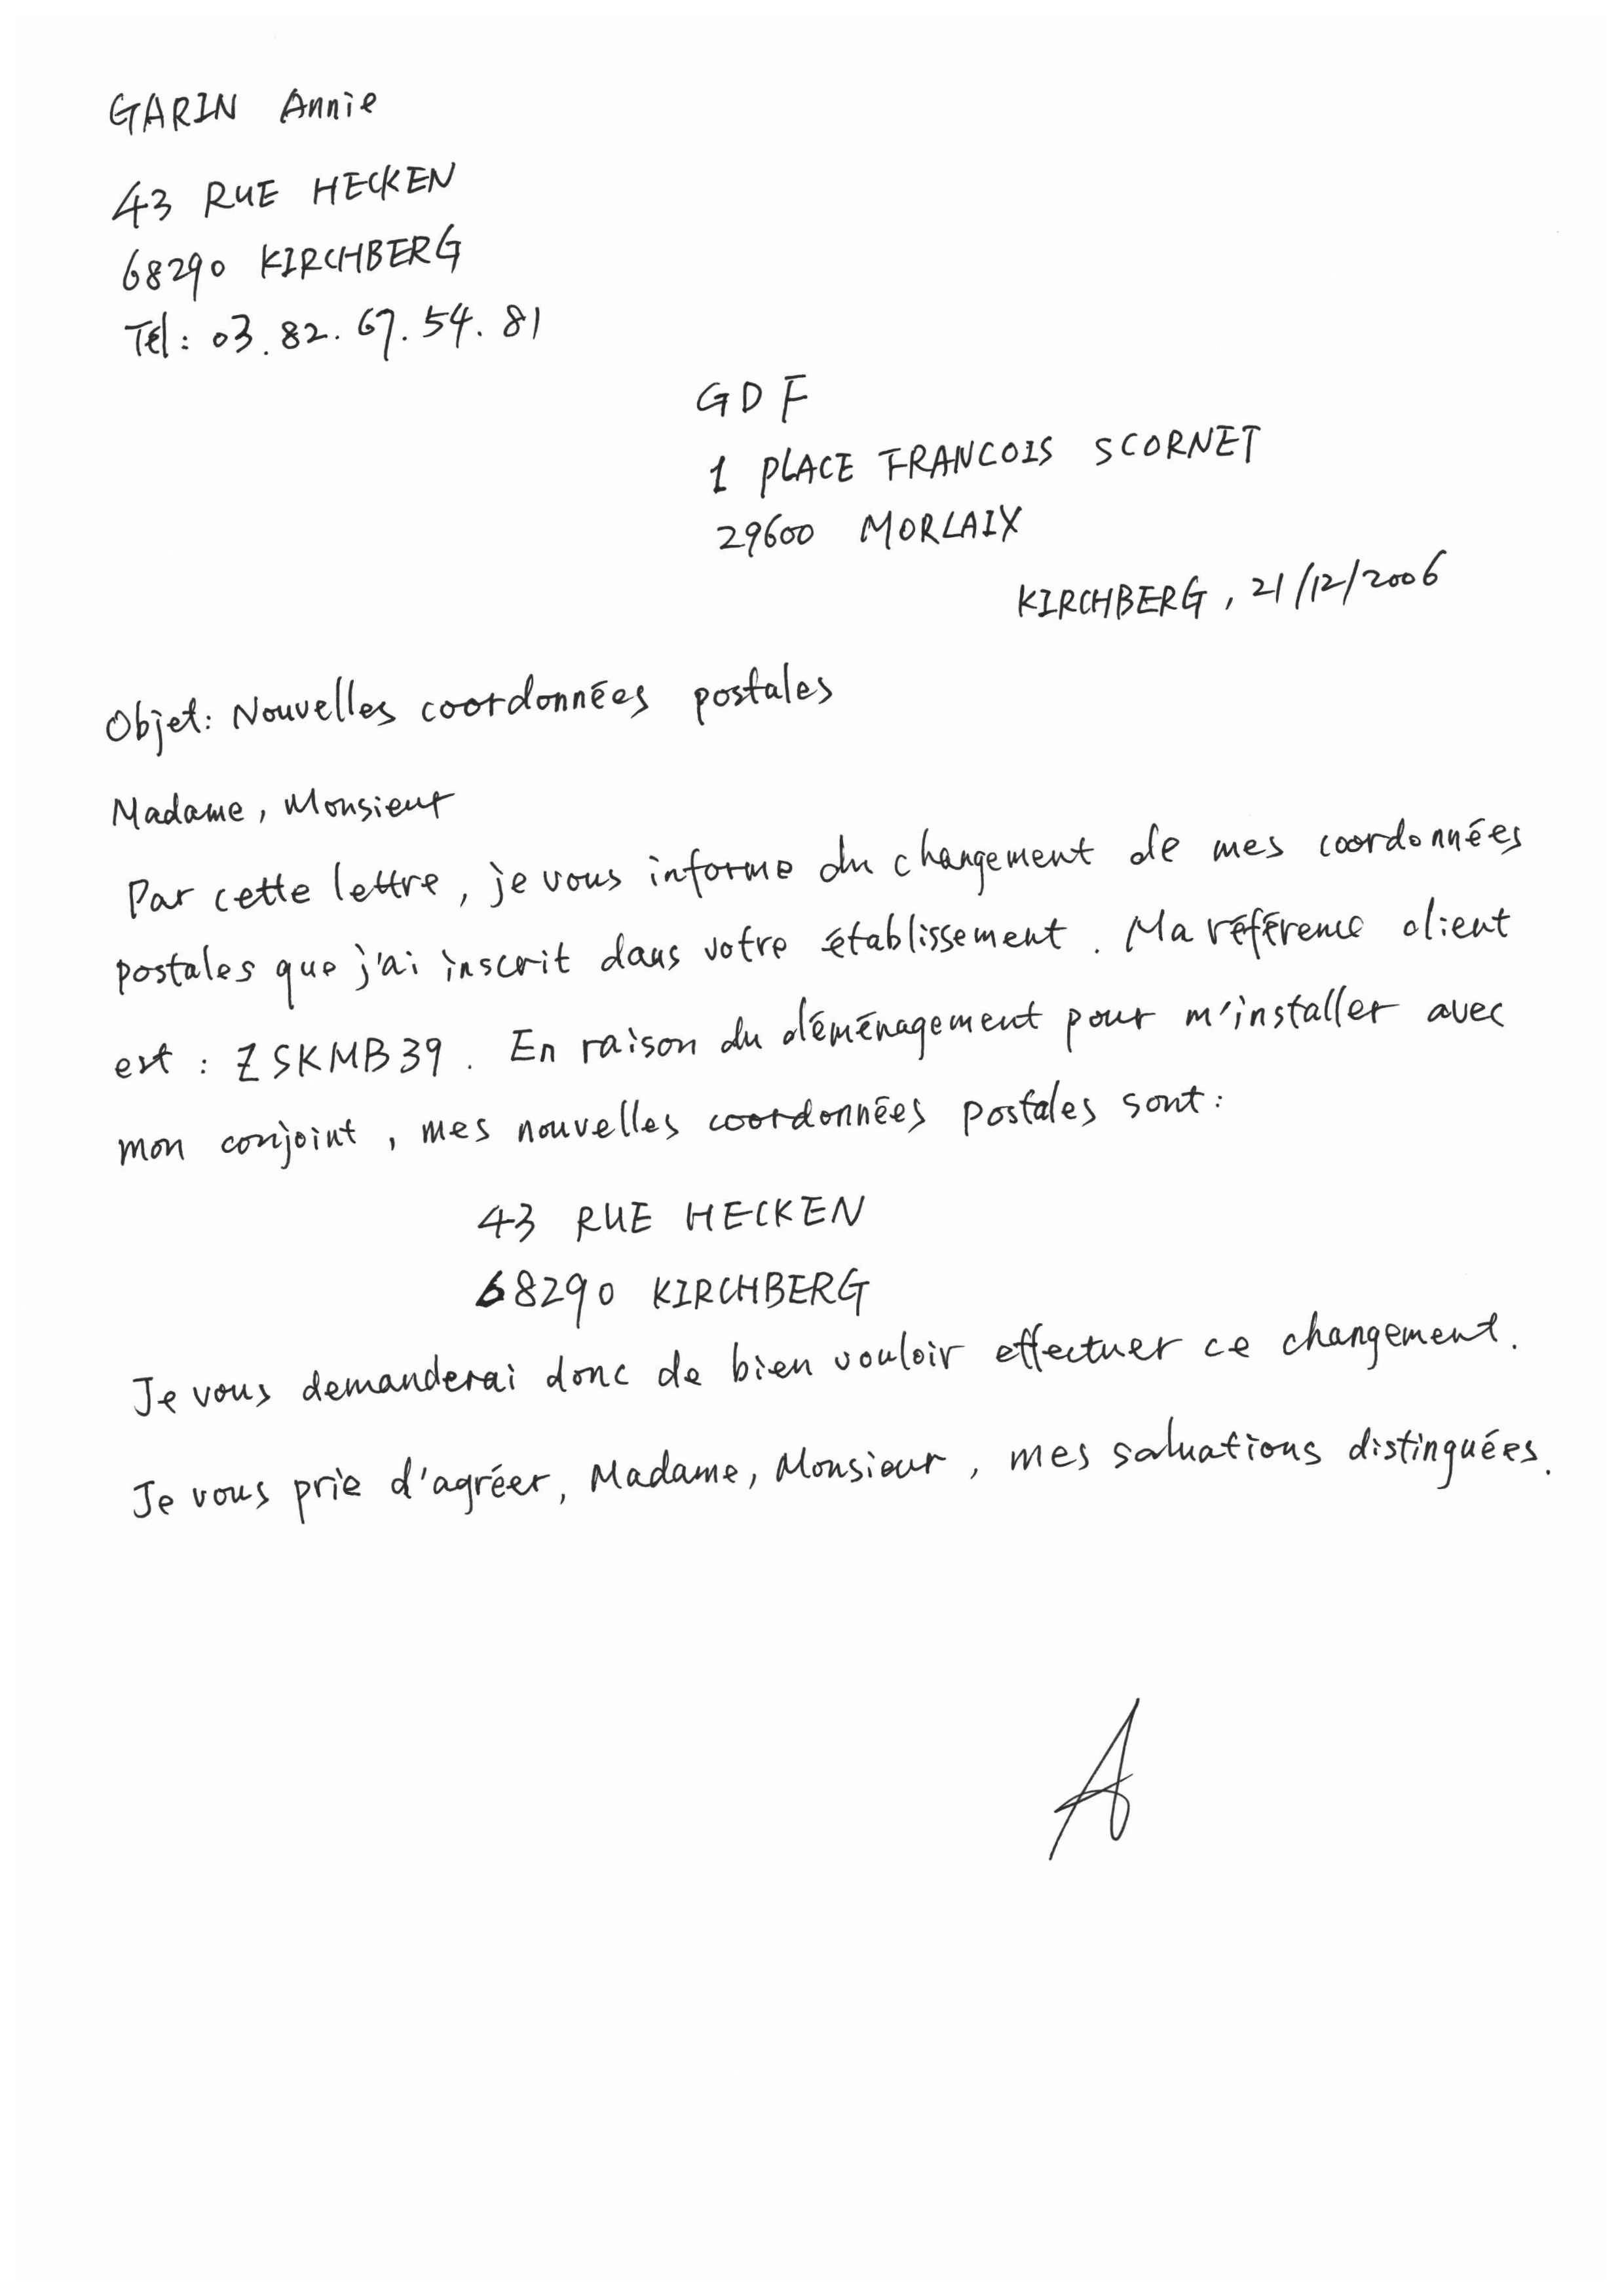 GARIN Annie
43 RUE HECKEN
68290 KIRCHBERG
Tél : 03.82.67.54.81
GDF
1 PLACE FRANCOIS SCORNET
29600 MORLAIX
KIRCHBERG, 21/12/2006
Objet: Nouvelles coordonnées postales
Madame, Monsieur
Par cette lettre, je vous informe du changement de mes coordonnées
postales que j'ai inscrit dans votre établissement. Ma référence client
est : ZSKMB39. En raison du déménagement pour m'installer avec
mon conjoint, mes nouvelles coordonnées postales sont:
43 RUE HECKEN
68290 KIRCHBERG
Je vous demanderai donc de bien vouloir effectuer ce changement.
Je vous prie d'agréer, Madame, Monsieur, mes saluations distinguées.
A